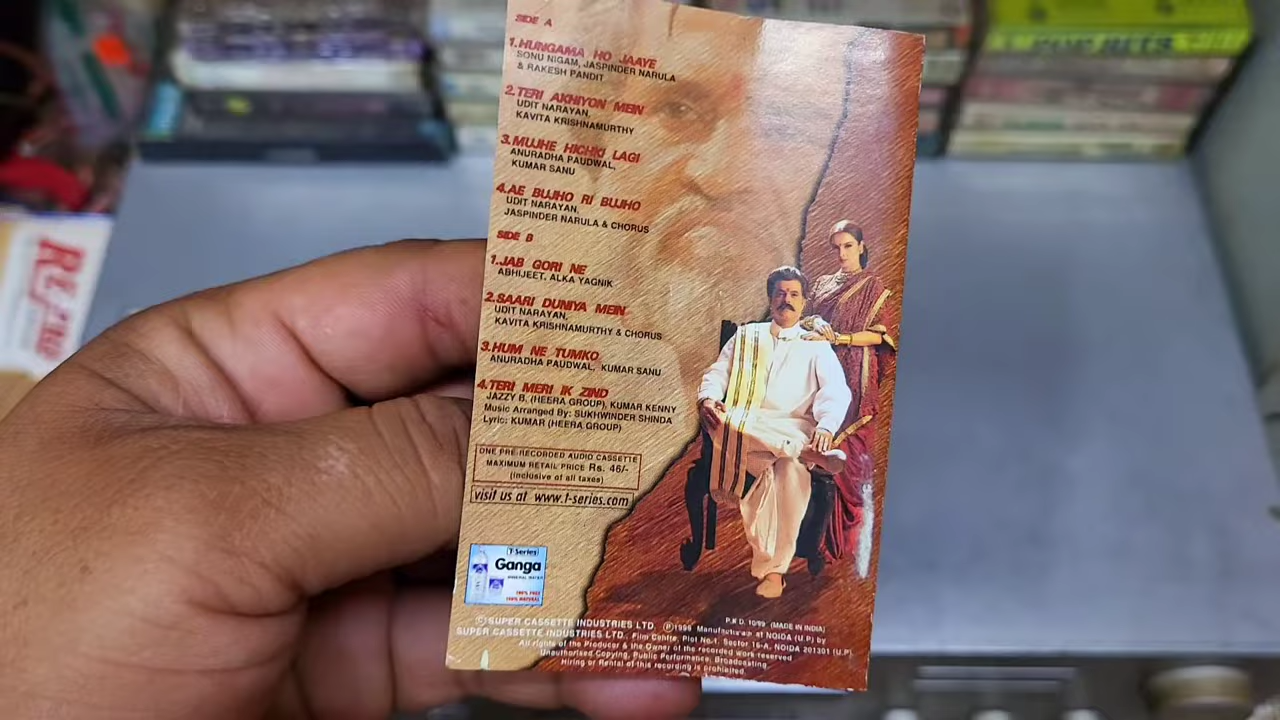 SIDE A
1.HUNGAMA HO JAAYE
SONU NIGAM, JASPINDER NARULA
& RAKESH PANDIT
2.TERI AKHIYON MEIN
UDIT NARAYAN,
KAVITA KRISHNAMURTHY
3.MUJHE HICHKI LAGI
ANURADHA PAUDWAL,
KUMAR SANU
4.AE BUJHO RI BUJHO
UDIT NARAYAN,
JASPINDER NARULA & CHORUS
SIDE B
1.JAB GORI NE
ABHIJEET, ALKA YAGNIK
2.SAARI DUNIYA MEIN
UDIT NARAYAN,
KAVITA KRISHNAMURTHY & CHORUS
3.HUM NE TUMKO
ANURADHA PAUDWAL, KUMAR SANU
4.TERI MERI IK ZIND
JAZZY B. (HEERA GROUP), KUMAR KENNY
Music Arranged By: SUKHWINDER SHINDA
Lyric: KUMAR (HEERA GROUP)
ONE PRE-RECORDED AUDIO CASSETTE
MAXIMUM RETAIL PRICE Rs. 46/-
(inclusive of all taxes)
visit us at www.t-series.com
T-Series
Ganga
MINERAL WATER
100% FREE
100% NATURAL
P.K.D. 10/99 (MADE IN INDIA)
©SUPER CASSETTE INDUSTRIES LTD. ℗1999 Manufactured at NOIDA (U.P.) by
SUPER CASSETTE INDUSTRIES LTD., Film Centre, Plot No.1, Sector 16-A, NOIDA 201301 (U.P.)
All rights of the Producer & the Owner of the recorded work reserved
Unauthorised Copying, Public Performance, Broadcasting,
Hiring or Rental of this recording is prohibited.